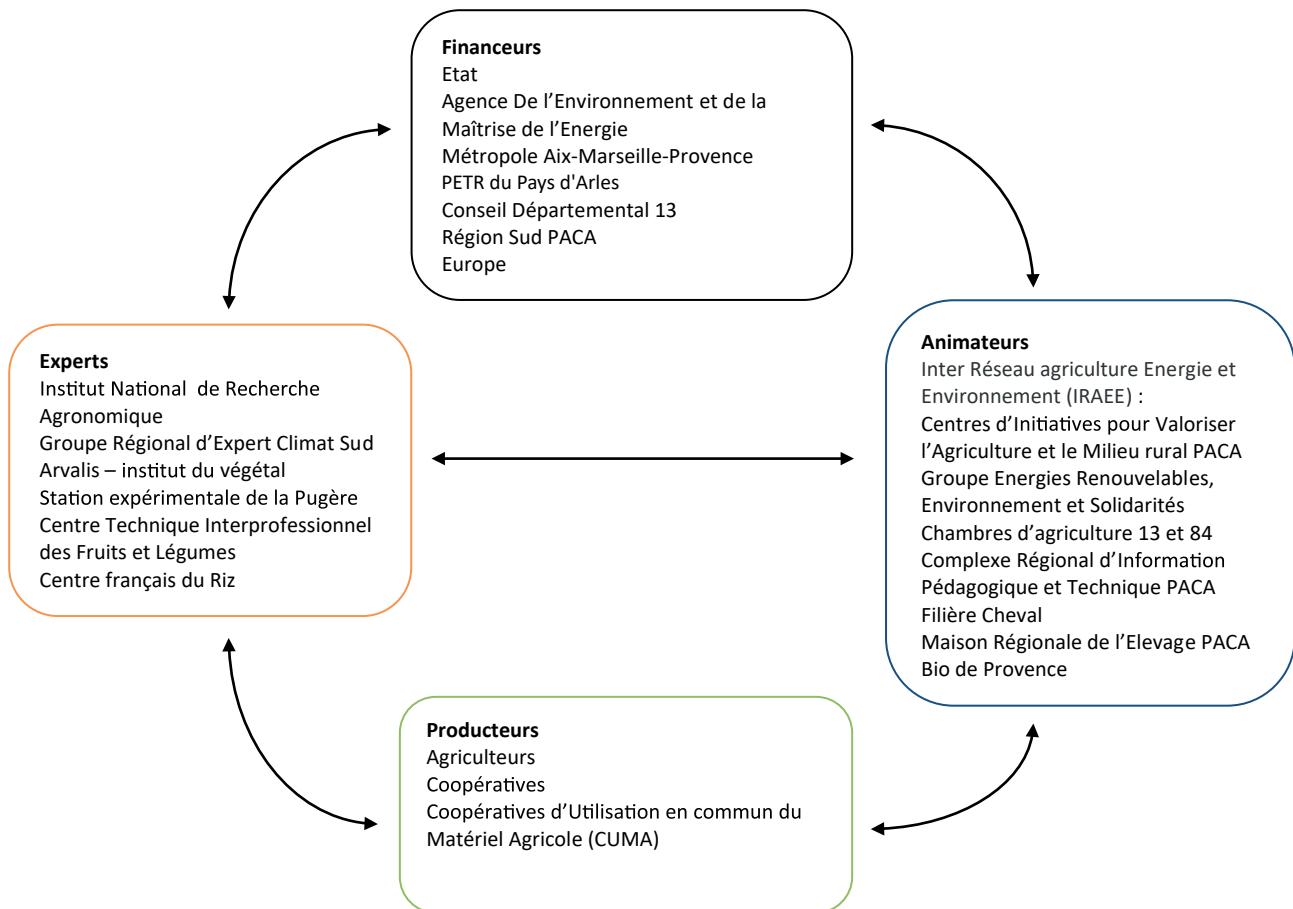 Financeurs
Etat
Agence De l’Environnement et de la
Maîtrise de l’Energie
Métropole Aix-Marseille-Provence
PETR du Pays d'Arles
Conseil Départemental 13
Région Sud PACA
Europe
Experts
Institut National de Recherche
Agronomique
Groupe Régional d’Expert Climat Sud
Arvalis – institut du végétal
Station expérimentale de la Pugère
Centre Technique Interprofessionnel
des Fruits et Légumes
Centre français du Riz
Animateurs
Inter Réseau agriculture Energie et
Environnement (IRAEE) :
Centres d’Initiatives pour Valoriser
l’Agriculture et le Milieu rural PACA
Groupe Energies Renouvelables,
Environnement et Solidarités
Chambres d’agriculture 13 et 84
Complexe Régional d’Information
Pédagogique et Technique PACA
Filière Cheval
Maison Régionale de l’Elevage PACA
Bio de Provence
Producteurs
Agriculteurs
Coopératives
Coopératives d’Utilisation en commun du
Matériel Agricole (CUMA)